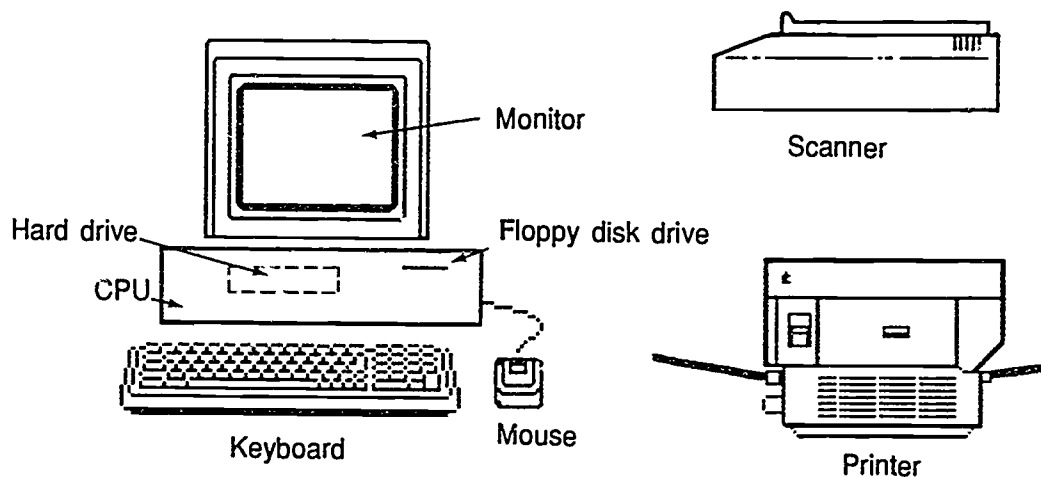 Monitor
Scanner
Hard drive
Floppy disk drive
CPU
Keyboard
Mouse
Printer